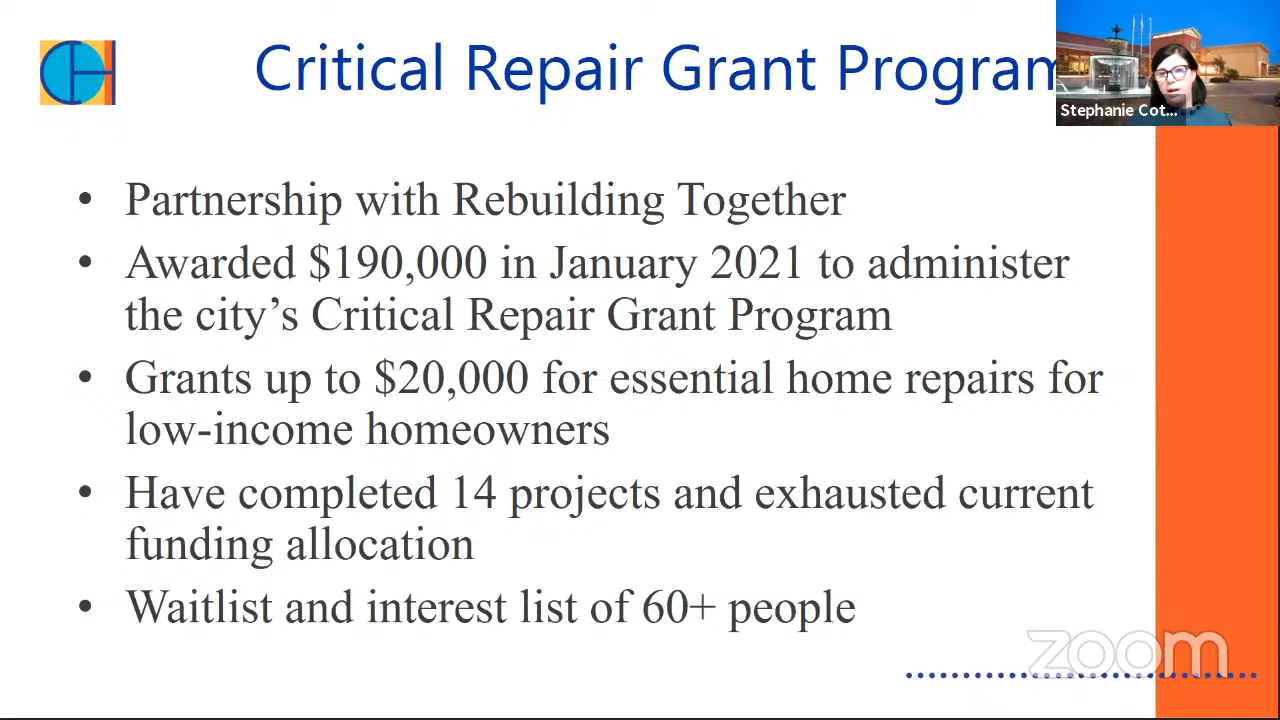 Critical Repair Grant Program
Stephanie Cot...
• Partnership with Rebuilding Together
• Awarded $190,000 in January 2021 to administer
the city’s Critical Repair Grant Program
• Grants up to $20,000 for essential home repairs for
low-income homeowners
• Have completed 14 projects and exhausted current
funding allocation
• Waitlist and interest list of 60+ people
zoom